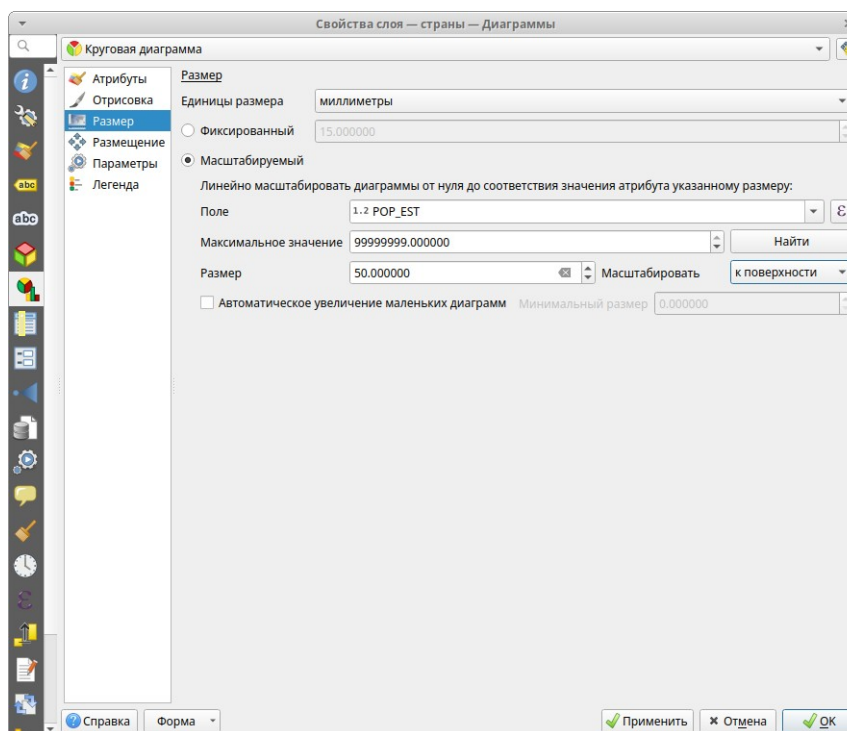 Свойства слоя — страны — Диаграммы
Круговая диаграмма
Атрибуты
Отрисовка
Размер
Размещение
Параметры
Легенда
Размер
Единицы размера миллиметры
Фиксированный 15.000000
Масштабируемый
Линейно масштабировать диаграммы от нуля до соответствия значения атрибута указанному размеру:
Поле 1.2 POP_EST ε
Максимальное значение 99999999.000000 Найти
Размер 50.000000 Масштабировать к поверхности
Автоматическое увеличение маленьких диаграмм Минимальный размер 0.000000
abc
abc
Справка Форма Применить Отмена OK